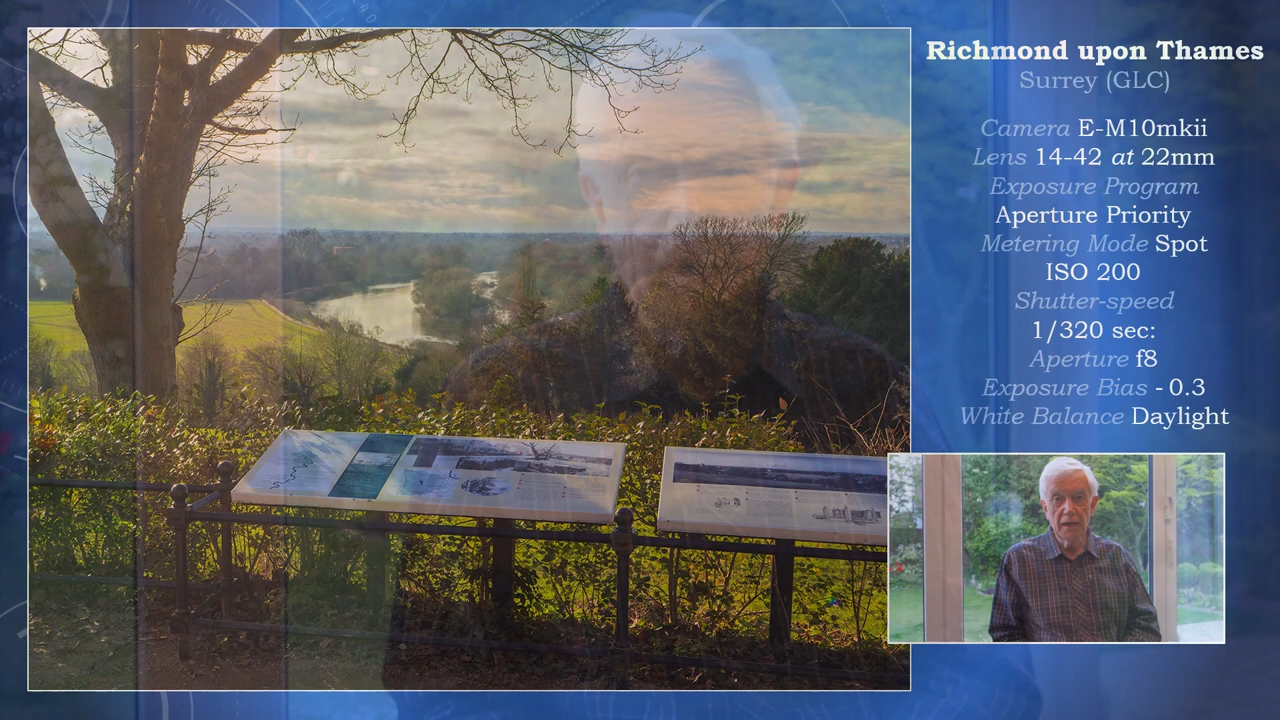 Richmond upon Thames
Surrey (GLC)
Camera E-M10mkii
Lens 14-42 at 22mm
Exposure Program
Aperture Priority
Metering Mode Spot
ISO 200
Shutter-speed
1/320 sec:
Aperture f8
Exposure Bias - 0.3
White Balance Daylight